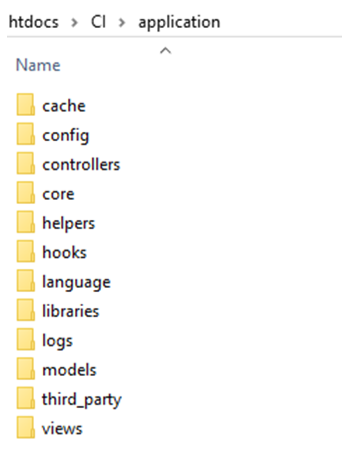 htdocs > CI > application
Name
cache
config
controllers
core
helpers
hooks
language
libraries
logs
models
third_party
views